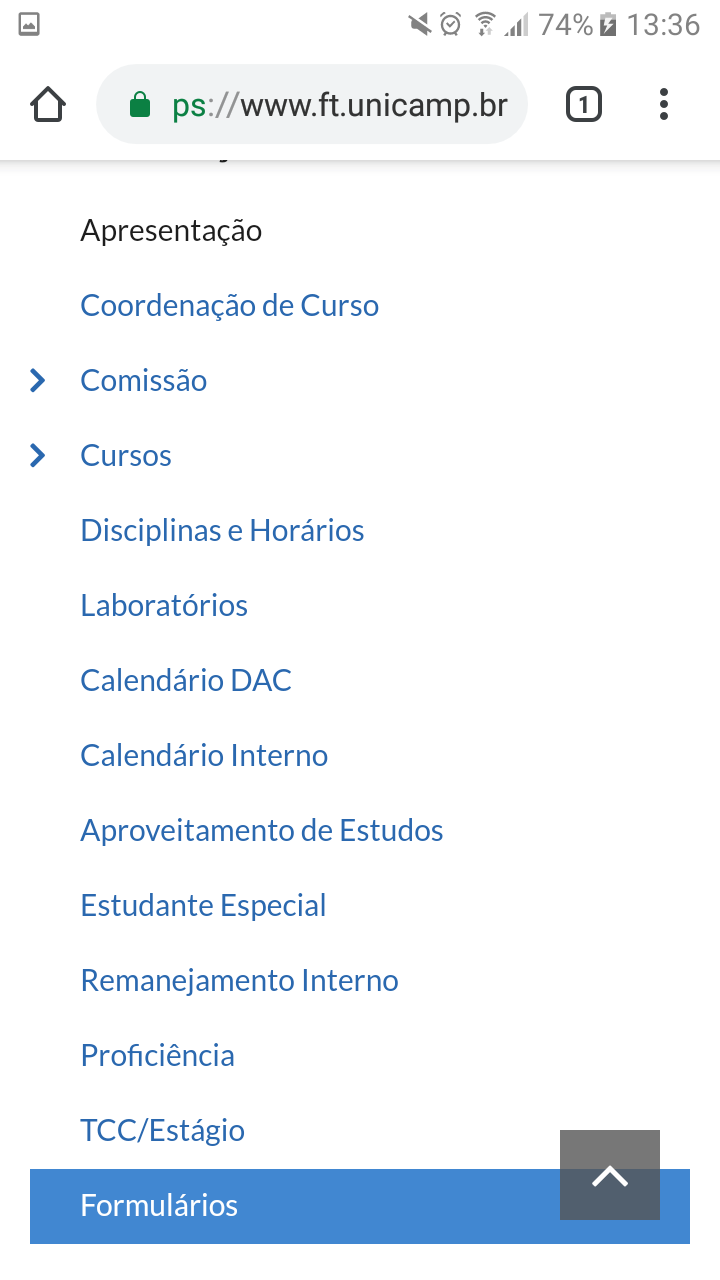 74% 13:36
ps://www.ft.unicamp.br
1
Apresentação
Coordenação de Curso
Comissão
Cursos
Disciplinas e Horários
Laboratórios
Calendário DAC
Calendário Interno
Aproveitamento de Estudos
Estudante Especial
Remanejamento Interno
Proficiência
TCC/Estágio
Formulários